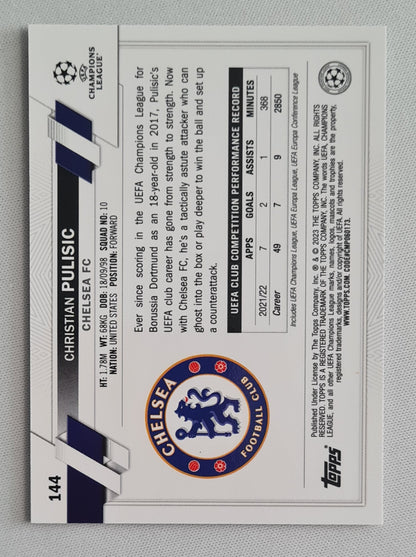 144
CHRISTIAN PULISIC
CHELSEA FC
HT: 1.78M WT: 68KG DOB: 18/09/98 SQUAD NO: 10
NATION: UNITED STATES POSITION: FORWARD
UEFA
CHAMPIONS
LEAGUE
CHELSEA
FOOTBALL CLUB
Ever since scoring in the UEFA Champions League for
Borussia Dortmund as an 18-year-old in 2017, Pulisic's
UEFA club career has gone from strength to strength. Now
with Chelsea FC, he's a tactically astute attacker who can
ghost into the box or play deeper to win the ball and set up
a counterattack.
UEFA CLUB COMPETITION PERFORMANCE RECORD
APPS GOALS ASSISTS MINUTES
2021/22 7 2 1 368
Career 49 7 9 2850
Includes UEFA Champions League, UEFA Europa League, UEFA Europa Conference League
Topps
Published Under License by The Topps Company, Inc. ® & © 2023 THE TOPPS COMPANY, INC. ALL RIGHTS
RESERVED. TOPPS IS A REGISTERED TRADEMARK OF THE TOPPS COMPANY, INC. The words UEFA, CHAMPIONS
LEAGUE, and all other UEFA Champions League marks, names, logos, mascots and trophies are the property,
registered trademarks, designs and/or copyright of UEFA. All rights reserved.
WWW.TOPPS.COM